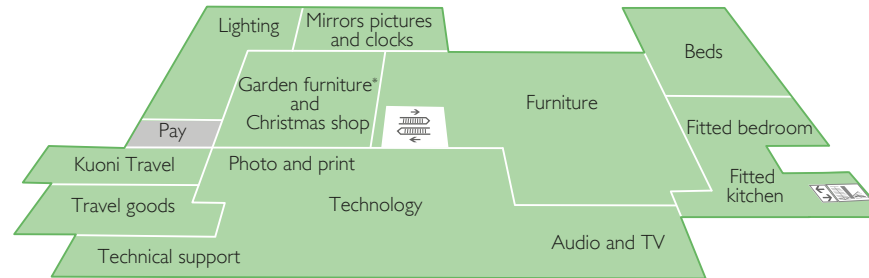 Lighting
Mirrors pictures
and clocks
Beds
Garden furniture*
and
Christmas shop
Furniture
Pay
Fitted bedroom
Kuoni Travel
Photo and print
Fitted
kitchen
Travel goods
Technology
Technical support
Audio and TV